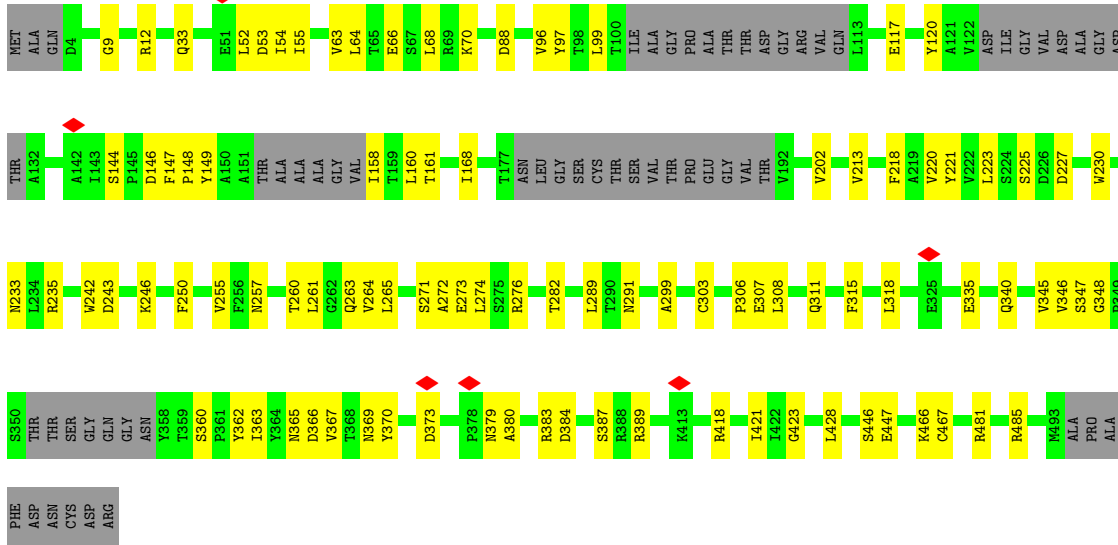 MET ALA GLN D4 G9 R12 Q33 E51 L52 D53 I54 I55 V63 L64 T65 E66 S67 L68 R69 K70 D88 V96 Y97 T98 L99 T100 ILE ALA GLY PRO ALA THR THR ASP GLY ARG VAL GLN L113 E117 Y120 A121 V122 ASP ILE GLY VAL ASP ALA GLY ASP
THR A132 A142 I143 S144 P145 D146 F147 P148 Y149 A150 A151 THR ALA ALA ALA GLY VAL I158 T159 L160 T161 I168 T177 ASN LEU GLY SER CYS THR SER VAL THR PRO GLU GLY VAL THR V192 V202 V213 F218 A219 V220 Y221 V222 L223 S224 S225 D226 D227 W230
N233 L234 R235 W242 D243 K246 F250 V255 F256 N257 T260 L261 G262 Q263 V264 L265 S271 A272 E273 L274 S275 R276 T282 L289 T290 N291 A299 C303 P306 E307 L308 Q311 F315 L318 E325 E335 Q340 V345 V346 S347 G348
S350 THR THR SER GLY GLN GLY ASN Y358 T359 S360 P361 Y362 I363 Y364 N365 D366 V367 T368 N369 Y370 D373 P378 N379 A380 R383 D384 S387 R388 R389 K413 R418 I421 I422 G423 L428 S446 E447 K466 C467 R481 R485 M493 ALA PRO ALA
PHE ASP ASN CYS ASP ARG